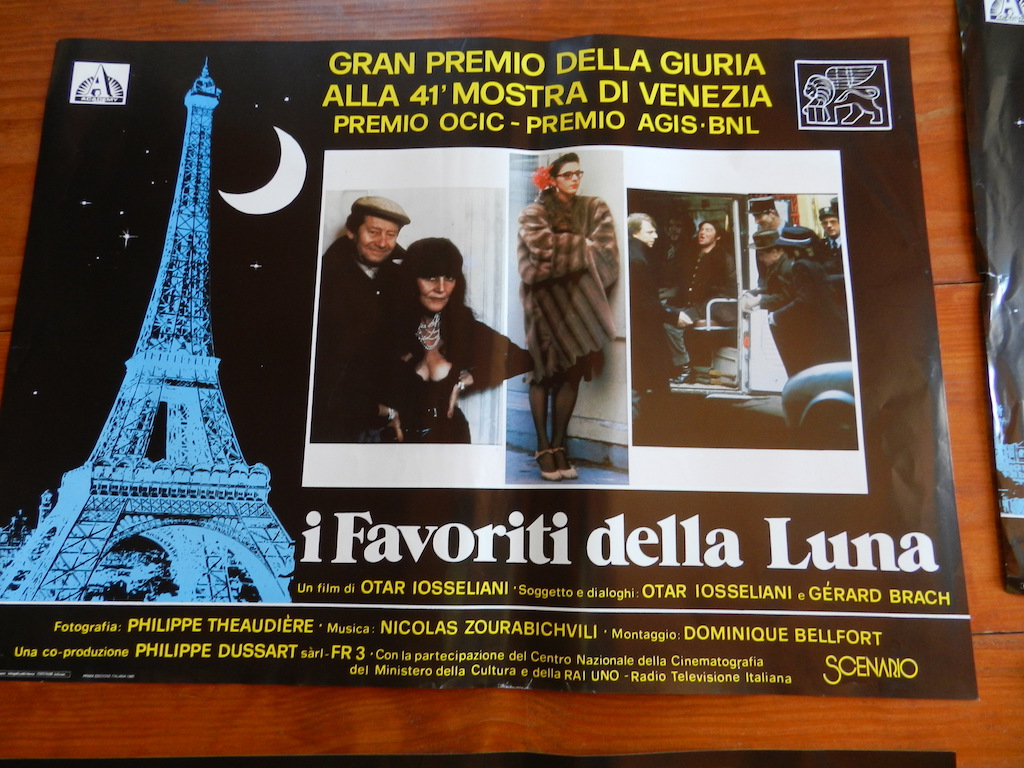 ACADEMY
GRAN PREMIO DELLA GIURIA
ALLA 41' MOSTRA DI VENEZIA
PREMIO OCIC - PREMIO AGIS·BNL
i Favoriti della Luna
Un film di OTAR IOSSELIANI · Soggetto e dialoghi: OTAR IOSSELIANI e GÉRARD BRACH
Fotografia: PHILIPPE THEAUDIÈRE · Musica: NICOLAS ZOURABICHVILI · Montaggio: DOMINIQUE BELLFORT
Una co-produzione PHILIPPE DUSSART sàrl - FR 3 · Con la partecipazione del Centro Nazionale della Cinematografia
del Ministero della Cultura e della RAI UNO - Radio Televisione Italiana
SCENARIO